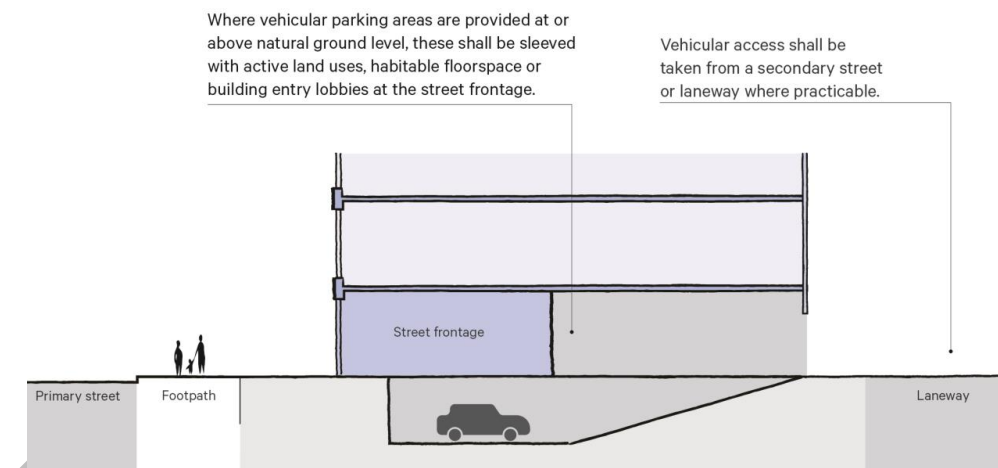 Where vehicular parking areas are provided at or
above natural ground level, these shall be sleeved
with active land uses, habitable floorspace or
building entry lobbies at the street frontage.
Vehicular access shall be
taken from a secondary street
or laneway where practicable.
Street frontage
Primary street
Footpath
Laneway